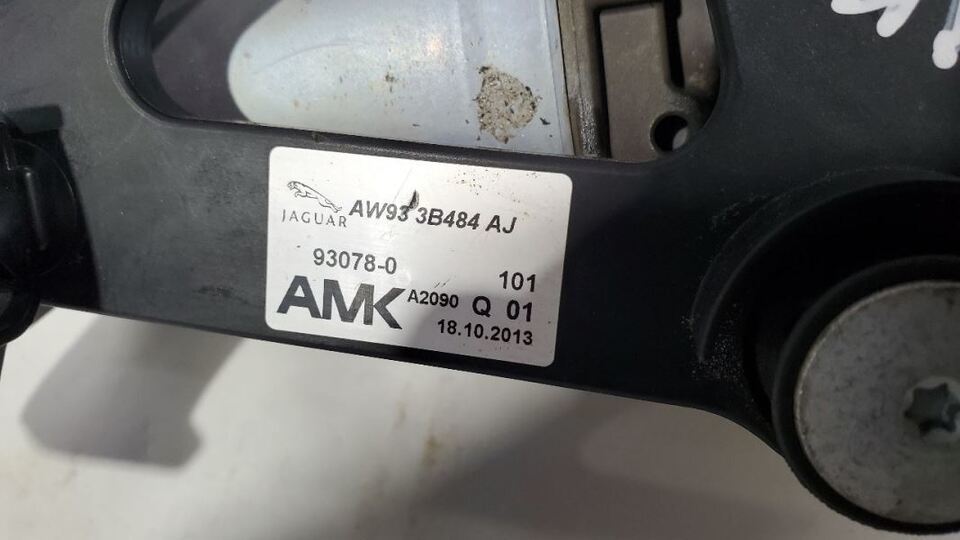 JAGUAR AW93 3B484 AJ
93078-0 101
AMK A2090 Q 01
18.10.2013